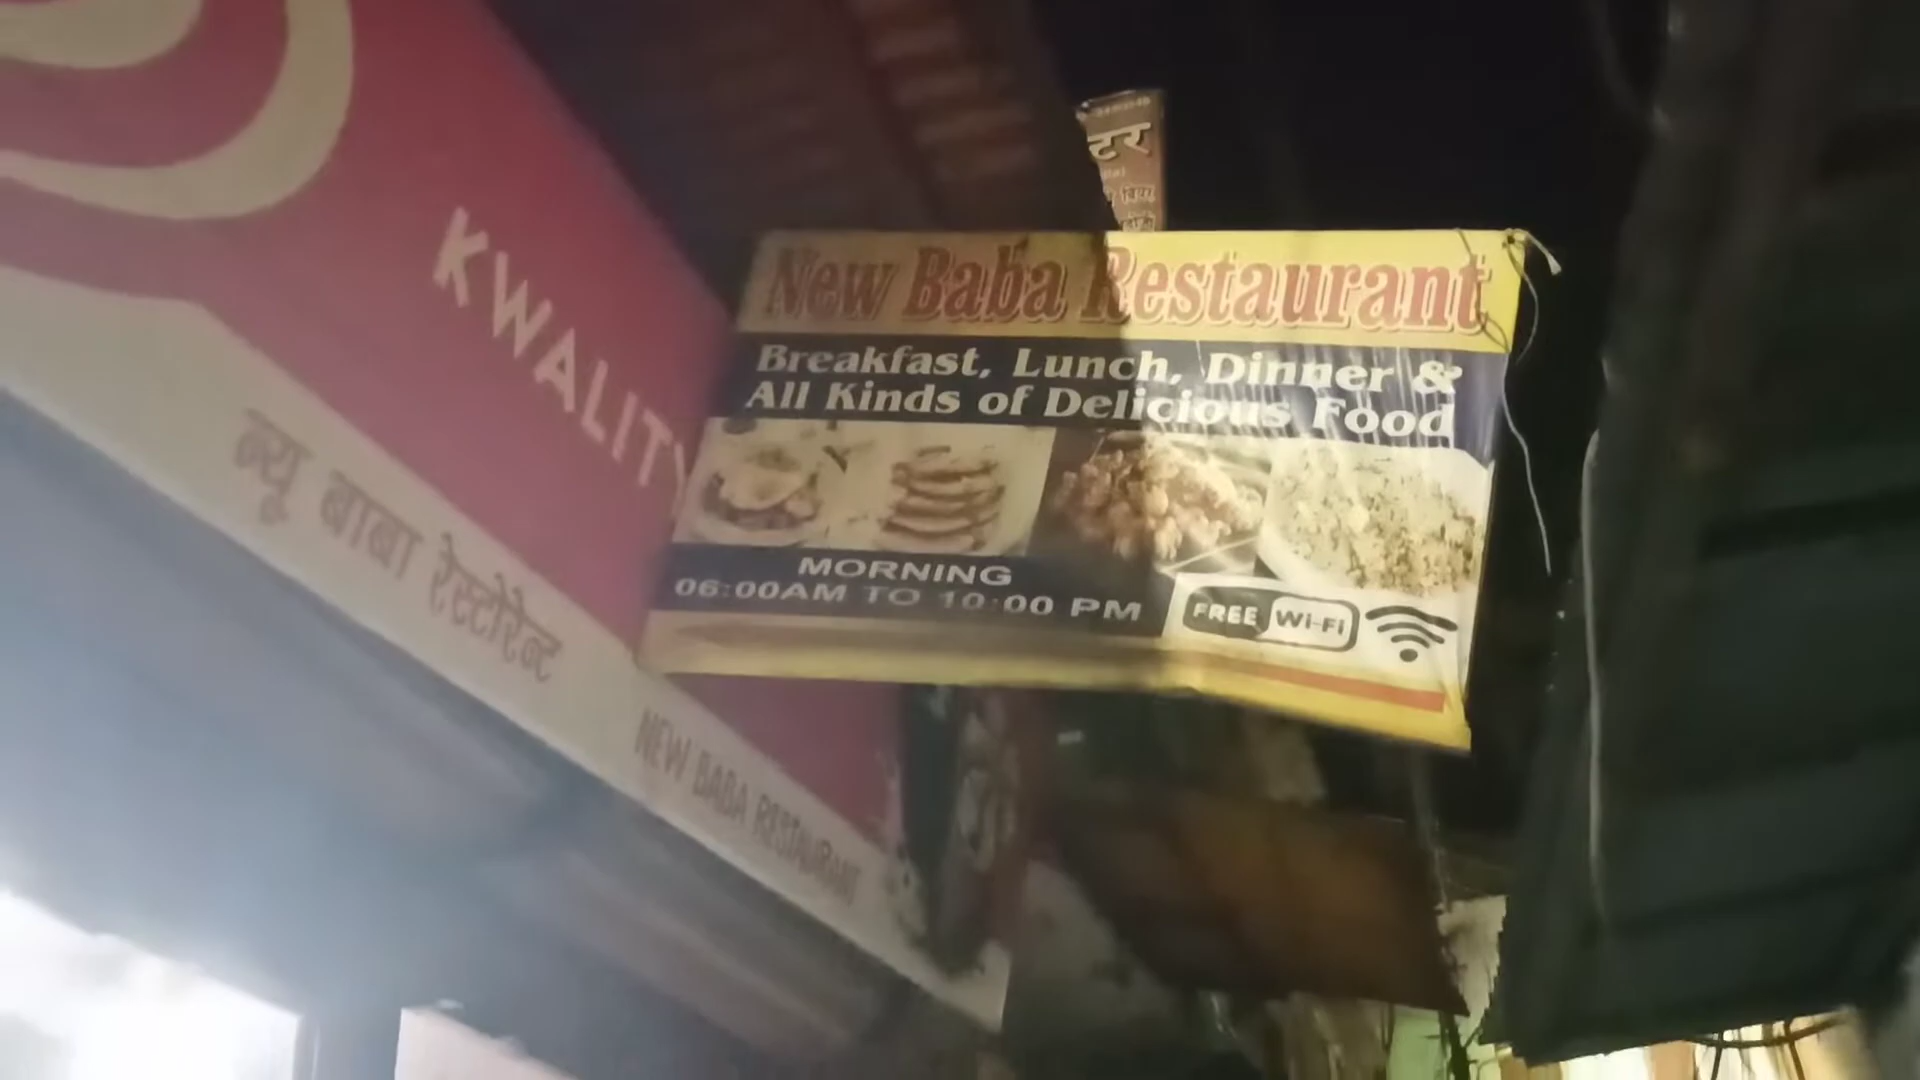 KWALITY
न्यू बाबा रेस्टोरेन्ट
NEW BABA RESTAURANT
टर
New Baba Restaurant
Breakfast, Lunch, Dinner &
All Kinds of Delicious Food
MORNING
06:00AM TO 10:00 PM
FREE Wi-Fi